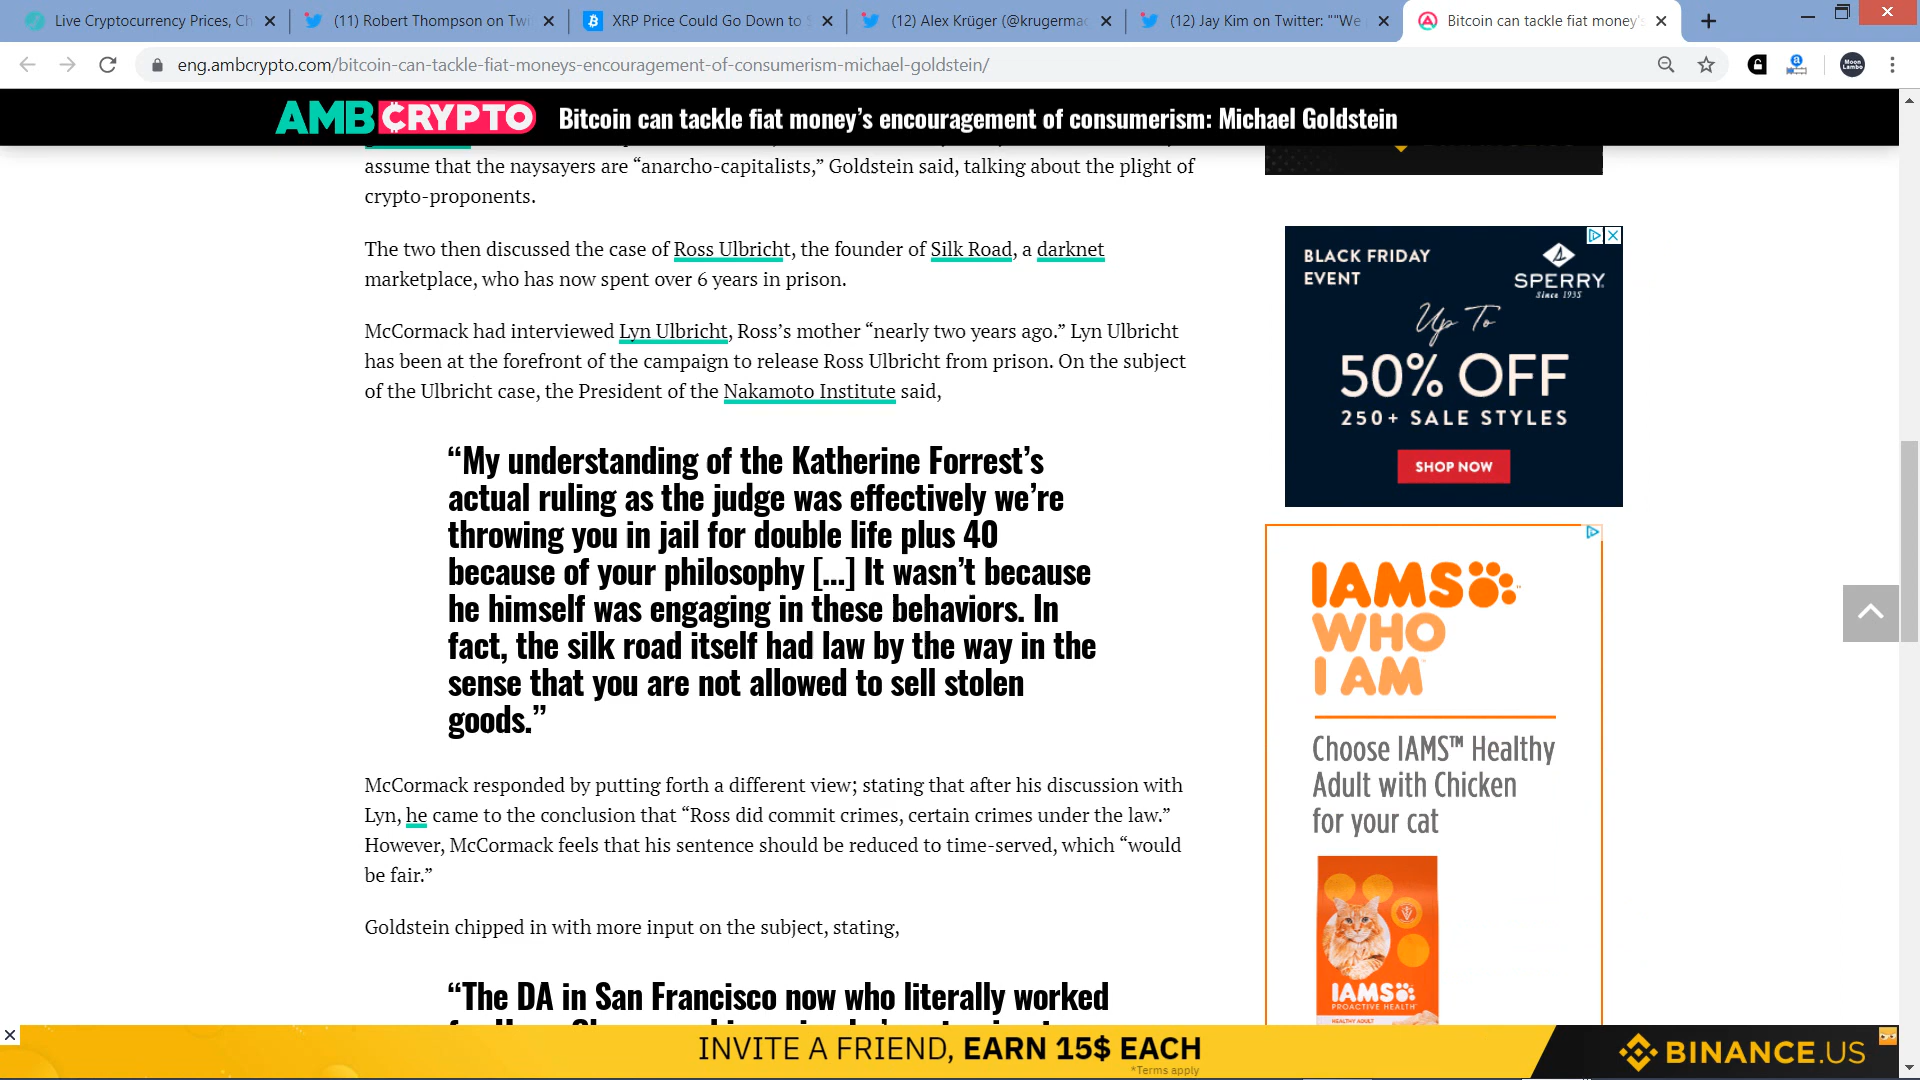 Live Cryptocurrency Prices, Ch
(11) Robert Thompson on Twi
XRP Price Could Go Down to
(12) Alex Krüger (@krugermac
(12) Jay Kim on Twitter: ""We
Bitcoin can tackle fiat money's
eng.ambcrypto.com/bitcoin-can-tackle-fiat-moneys-encouragement-of-consumerism-michael-goldstein/
Moon Lambo
AMBCRYPTO
Bitcoin can tackle fiat money’s encouragement of consumerism: Michael Goldstein
assume that the naysayers are “anarcho-capitalists,” Goldstein said, talking about the plight of
crypto-proponents.
The two then discussed the case of Ross Ulbricht, the founder of Silk Road, a darknet
marketplace, who has now spent over 6 years in prison.
McCormack had interviewed Lyn Ulbricht, Ross’s mother “nearly two years ago.” Lyn Ulbricht
has been at the forefront of the campaign to release Ross Ulbricht from prison. On the subject
of the Ulbricht case, the President of the Nakamoto Institute said,
“My understanding of the Katherine Forrest’s
actual ruling as the judge was effectively we’re
throwing you in jail for double life plus 40
because of your philosophy [...] It wasn’t because
he himself was engaging in these behaviors. In
fact, the silk road itself had law by the way in the
sense that you are not allowed to sell stolen
goods.”
McCormack responded by putting forth a different view; stating that after his discussion with
Lyn, he came to the conclusion that “Ross did commit crimes, certain crimes under the law.”
However, McCormack feels that his sentence should be reduced to time-served, which “would
be fair.”
Goldstein chipped in with more input on the subject, stating,
“The DA in San Francisco now who literally worked
BLACK FRIDAY
EVENT
SPERRY
Since 1935
Up To
50% OFF
250+ SALE STYLES
SHOP NOW
IAMS™
WHO
I AM™
Choose IAMS™ Healthy
Adult with Chicken
for your cat
IAMS
PROACTIVE HEALTH™
HEALTHY ADULT
INVITE A FRIEND, EARN 15$ EACH
*Terms apply
BINANCE.US